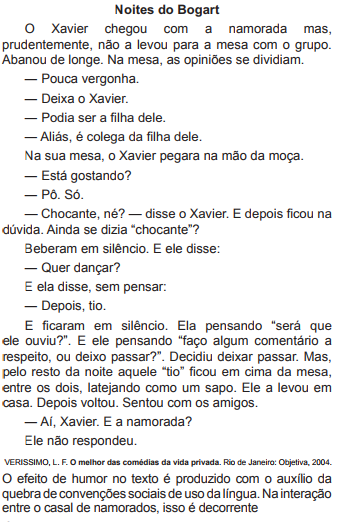 Noites do Bogart
O Xavier chegou com a namorada mas,
prudentemente, não a levou para a mesa com o grupo.
Abanou de longe. Na mesa, as opiniões se dividiam.
— Pouca vergonha.
— Deixa o Xavier.
— Podia ser a filha dele.
— Aliás, é colega da filha dele.
Na sua mesa, o Xavier pegara na mão da moça.
— Está gostando?
— Pô. Só.
— Chocante, né? — disse o Xavier. E depois ficou na
dúvida. Ainda se dizia “chocante”?
Beberam em silêncio. E ele disse:
— Quer dançar?
E ela disse, sem pensar:
— Depois, tio.
E ficaram em silêncio. Ela pensando “será que
ele ouviu?”. E ele pensando “faço algum comentário a
respeito, ou deixo passar?”. Decidiu deixar passar. Mas,
pelo resto da noite aquele “tio” ficou em cima da mesa,
entre os dois, latejando como um sapo. Ele a levou em
casa. Depois voltou. Sentou com os amigos.
— Aí, Xavier. E a namorada?
Ele não respondeu.
VERISSIMO, L. F. O melhor das comédias da vida privada. Rio de Janeiro: Objetiva, 2004.
O efeito de humor no texto é produzido com o auxílio da
quebra de convenções sociais de uso da língua. Na interação
entre o casal de namorados, isso é decorrente